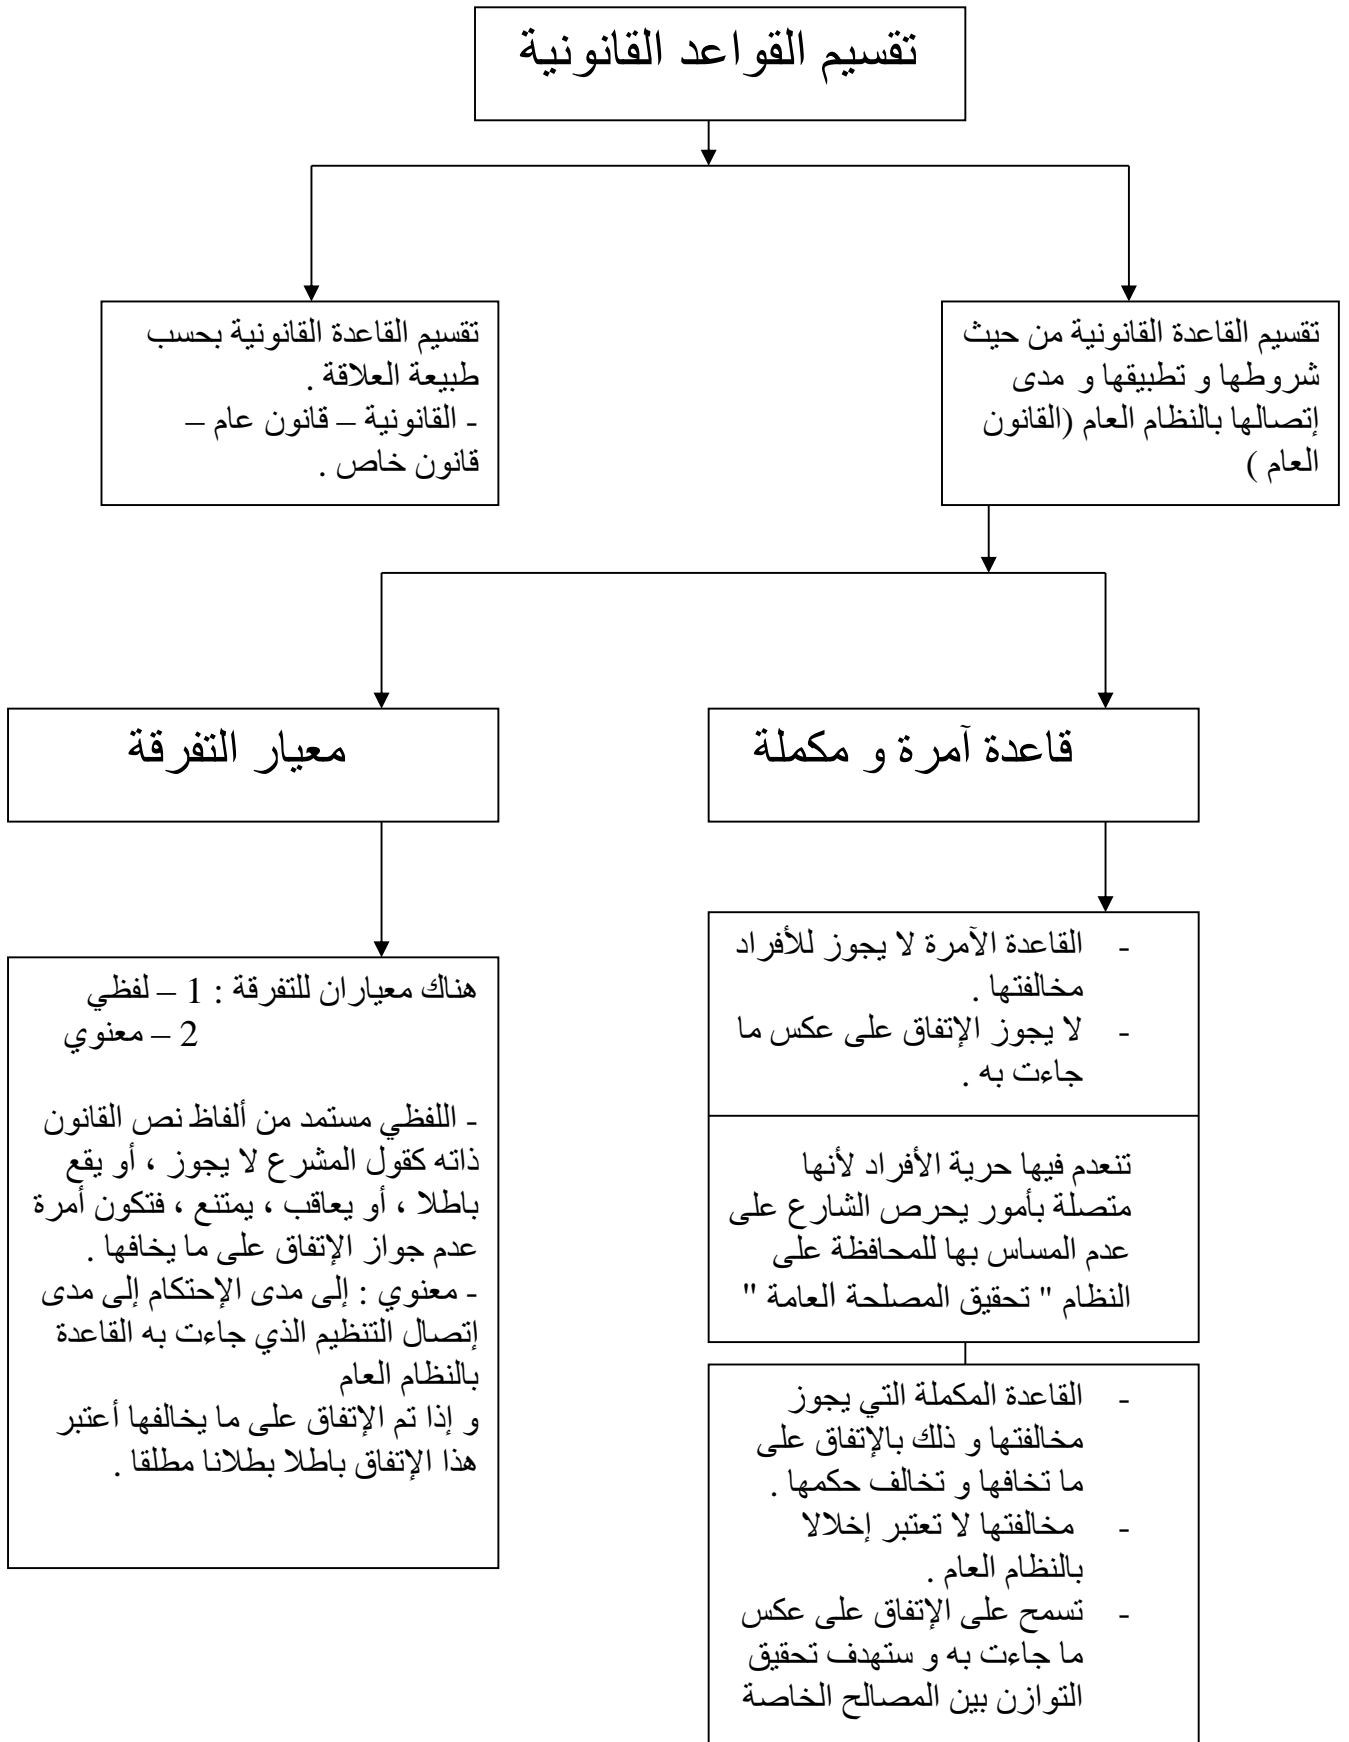 تقسيم القواعد القانونية
تقسيم القاعدة القانونية من حيث
شروطها و تطبيقها و مدى
إتصالها بالنظام العام (القانون
العام )
تقسيم القاعدة القانونية بحسب
طبيعة العلاقة .
- القانونية – قانون عام –
قانون خاص .
قاعدة آمرة و مكملة
معيار التفرقة
- القاعدة الآمرة لا يجوز للأفراد
مخالفتها .
- لا يجوز الإتفاق على عكس ما
جاءت به .
تنعدم فيها حرية الأفراد لأنها
متصلة بأمور يحرص الشارع على
عدم المساس بها للمحافظة على
النظام " تحقيق المصلحة العامة "
- القاعدة المكملة التي يجوز
مخالفتها و ذلك بالإتفاق على
ما تخافها و تخالف حكمها .
- مخالفتها لا تعتبر إخلالا
بالنظام العام .
- تسمح على الإتفاق على عكس
ما جاءت به و ستهدف تحقيق
التوازن بين المصالح الخاصة
هناك معياران للتفرقة : 1 – لفظي
2 – معنوي
- اللفظي مستمد من ألفاظ نص القانون
ذاته كقول المشرع لا يجوز ، أو يقع
باطلا ، أو يعاقب ، يمتنع ، فتكون أمرة
عدم جواز الإتفاق على ما يخافها .
- معنوي : إلى مدى الإحتكام إلى مدى
إتصال التنظيم الذي جاءت به القاعدة
بالنظام العام
و إذا تم الإتفاق على ما يخالفها أعتبر
هذا الإتفاق باطلا بطلانا مطلقا .